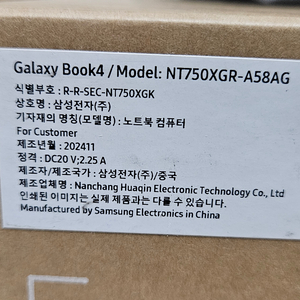 Galaxy Book4 / Model: NT750XGR-A58AG
식별부호 : R-R-SEC-NT750XGK
상호명 : 삼성전자(주)
기자재의 명칭(모델명) : 노트북 컴퓨터
For Customer
제조년월 : 202411
정격전압 : DC20 V; 2.25 A
제조자/제조국가 : 삼성전자(주)/중국
제조업체명 : Nanchang Huaqin Electronic Technology Co., Ltd
인쇄된 이미지는 실제 제품과는 다를 수 있습니다.
Manufactured by Samsung Electronics in China